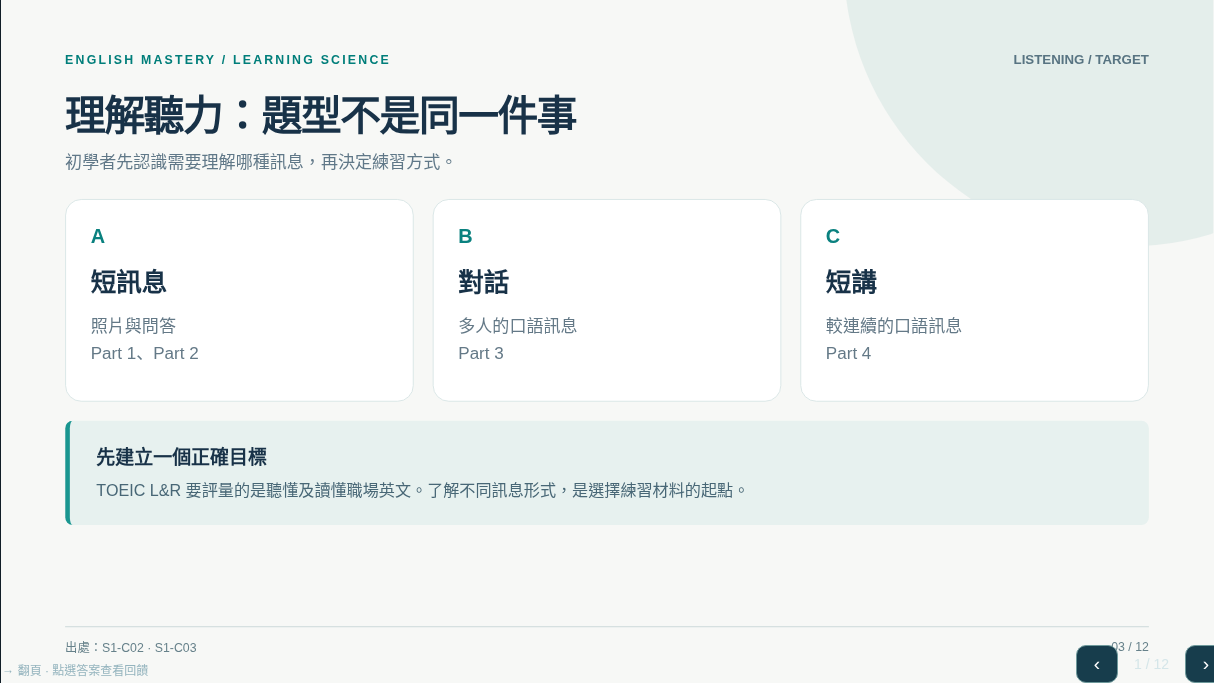 ENGLISH MASTERY / LEARNING SCIENCE
LISTENING / TARGET
理解聽力：題型不是同一件事
初學者先認識需要理解哪種訊息，再決定練習方式。
A
短訊息
照片與問答
Part 1、Part 2
B
對話
多人的口語訊息
Part 3
C
短講
較連續的口語訊息
Part 4
先建立一個正確目標
TOEIC L&R 要評量的是聽懂及讀懂職場英文。了解不同訊息形式，是選擇練習材料的起點。
出處：S1-C02 · S1-C03
03 / 12
→ 翻頁 · 點選答案查看回饋
‹
1 / 12
›